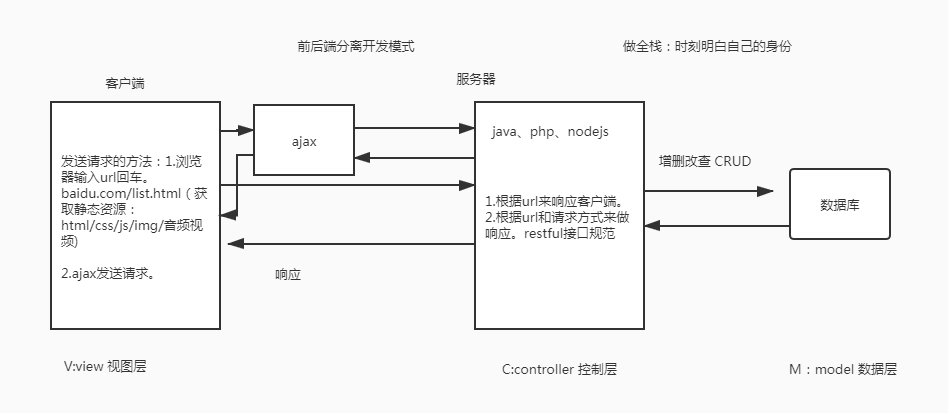 前后端分离开发模式
做全栈：时刻明白自己的身份
客户端
服务器
ajax
java、php、nodejs
发送请求的方法：1.浏览
器输入url回车。
baidu.com/list.html（获
取静态资源：
html/css/js/img/音频视
频)
2.ajax发送请求。
增删改查 CRUD
1.根据url来响应客户端。
2.根据url和请求方式来做
响应。restful接口规范
数据库
响应
V:view 视图层
C:controller 控制层
M：model 数据层